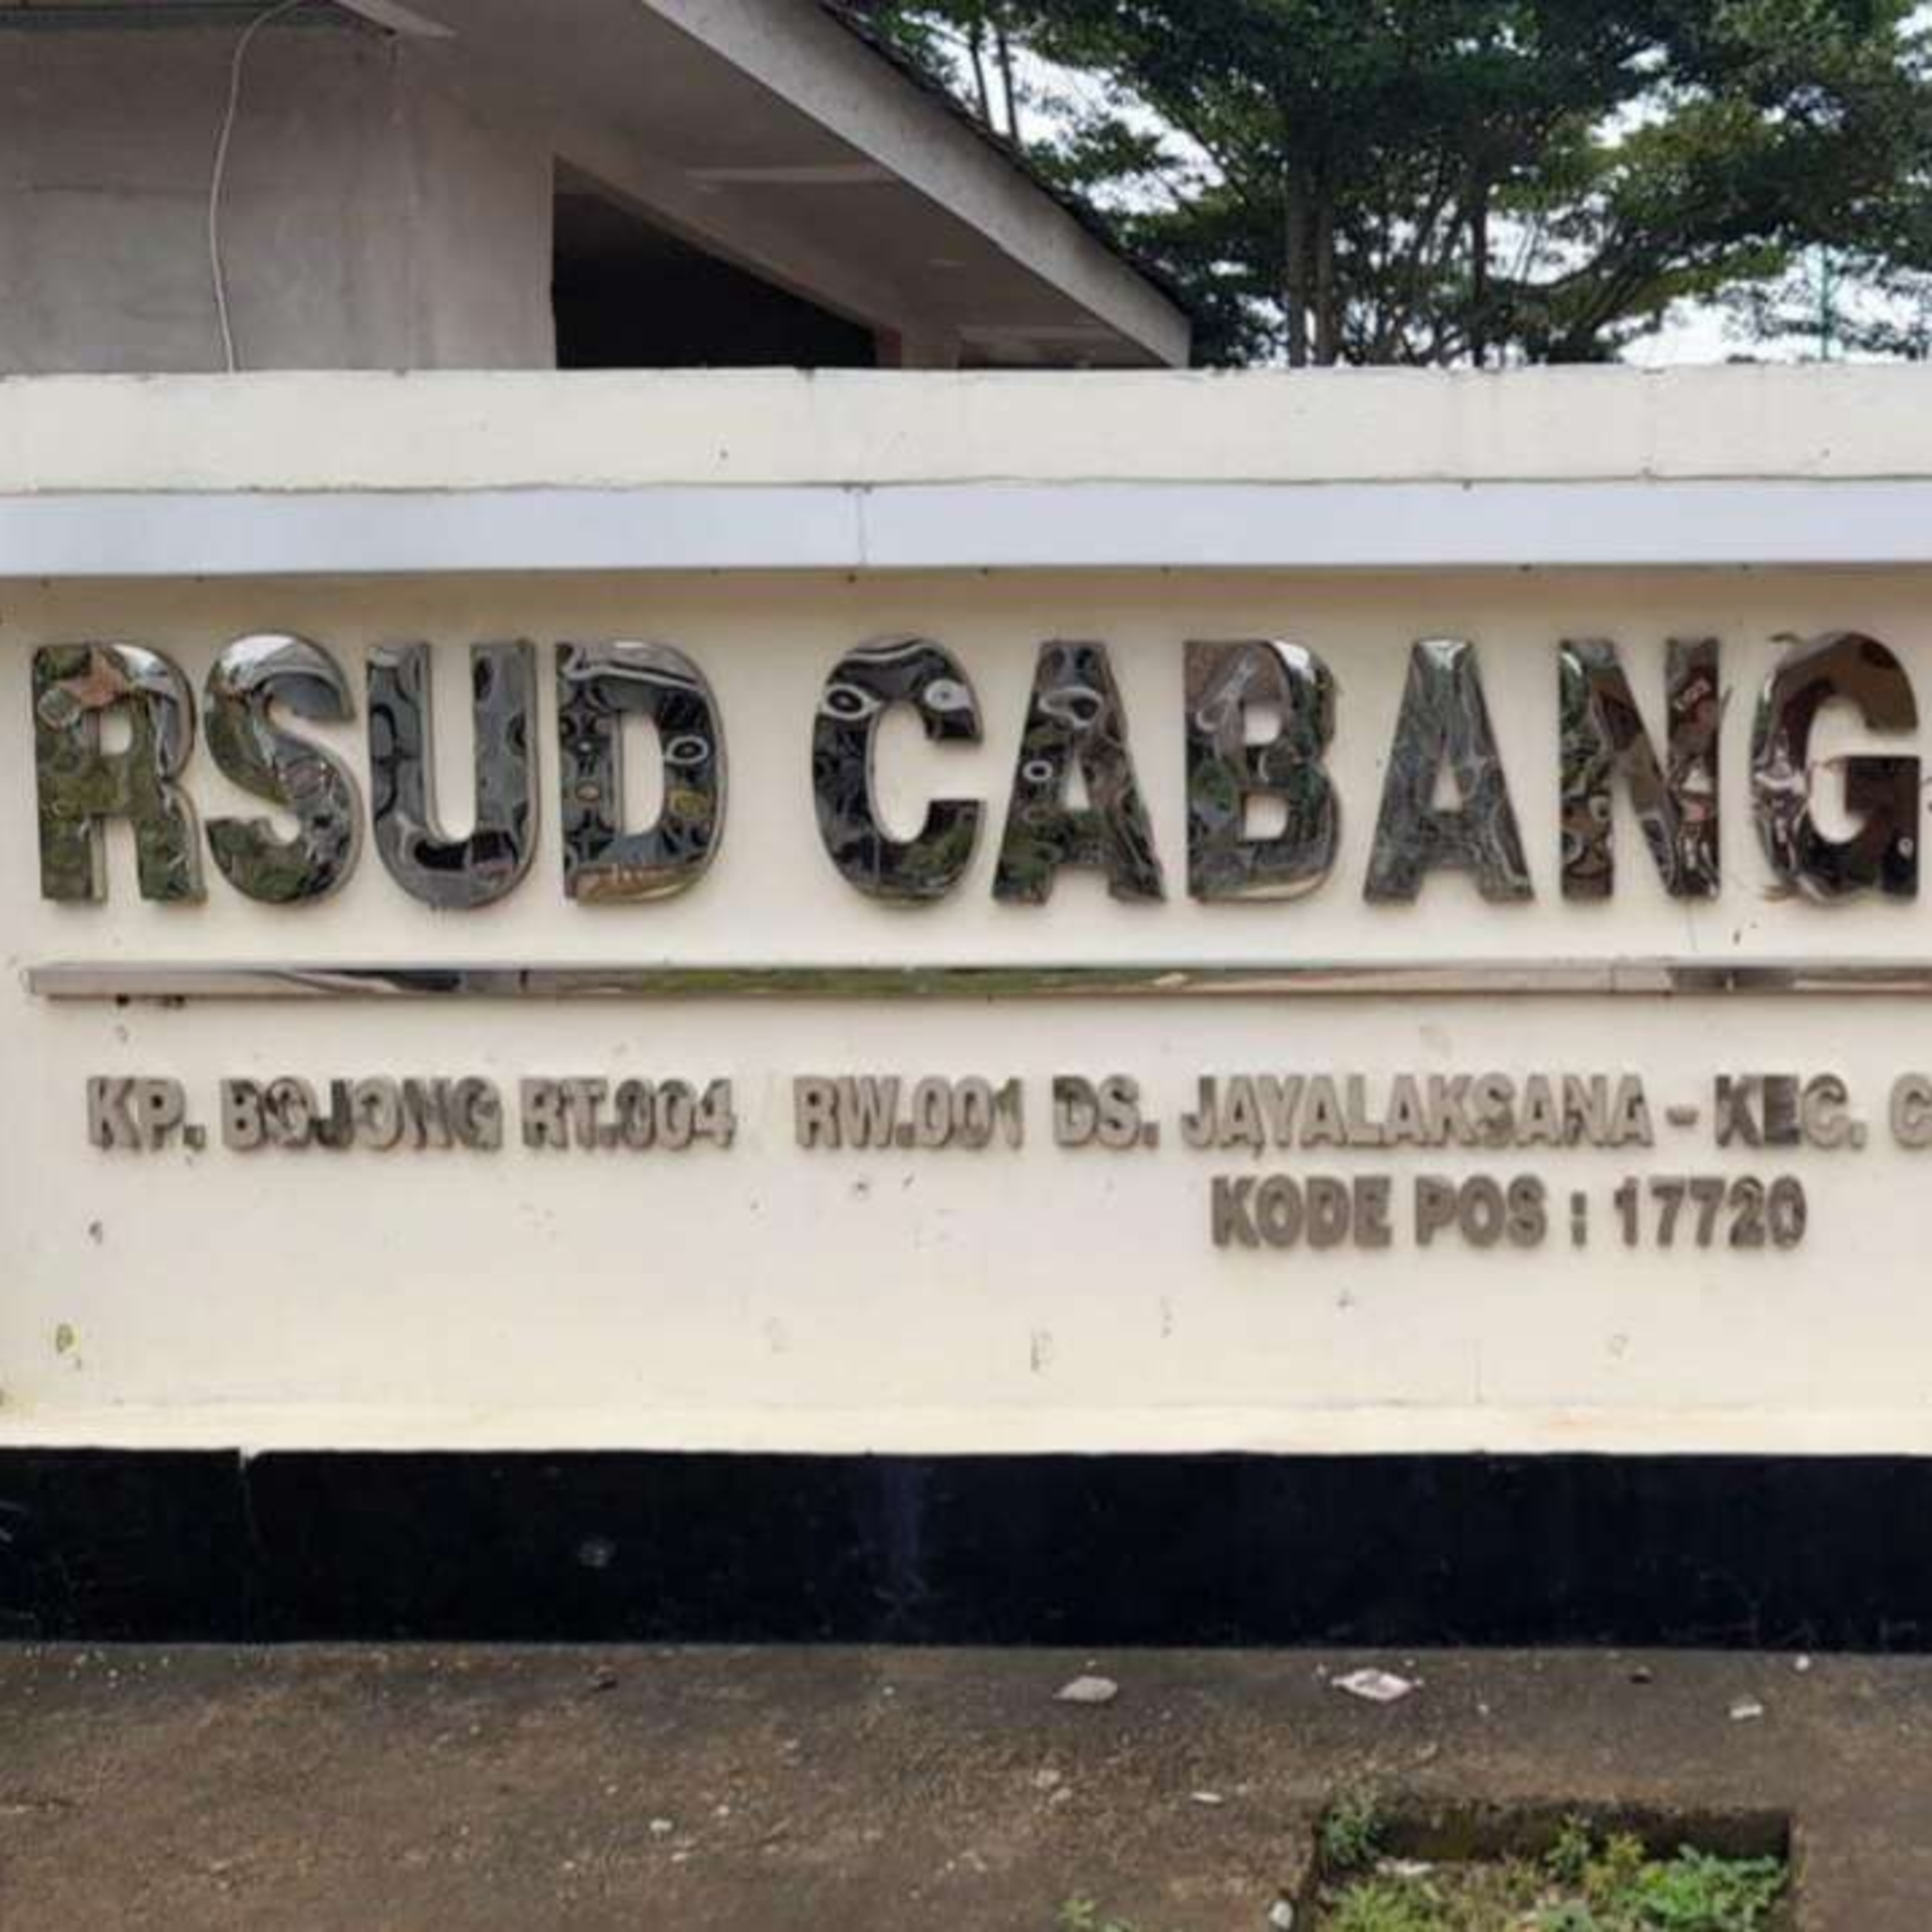 RSUD CABANG
KP. BOJONG RT.004 RW.001 DS. JAYALAKSANA - KEC. C
KODE POS : 17720